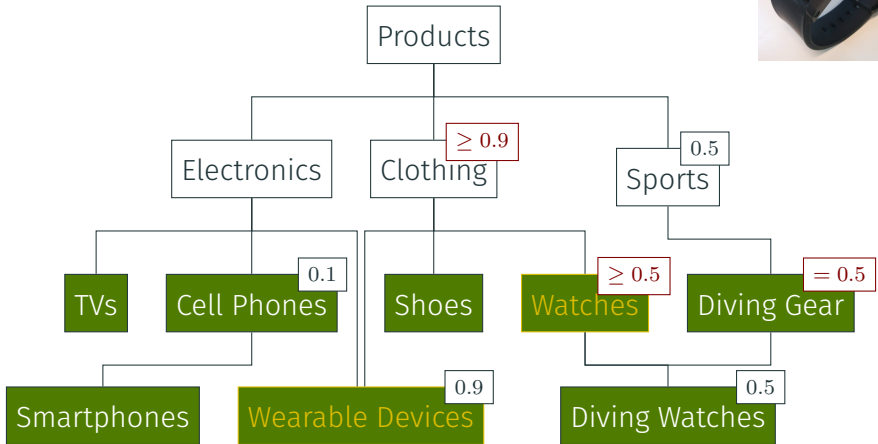 Products
≥ 0.9
0.5
Electronics
Clothing
Sports
0.1
≥ 0.5
= 0.5
TVs
Cell Phones
Shoes
Watches
Diving Gear
0.9
0.5
Smartphones
Wearable Devices
Diving Watches